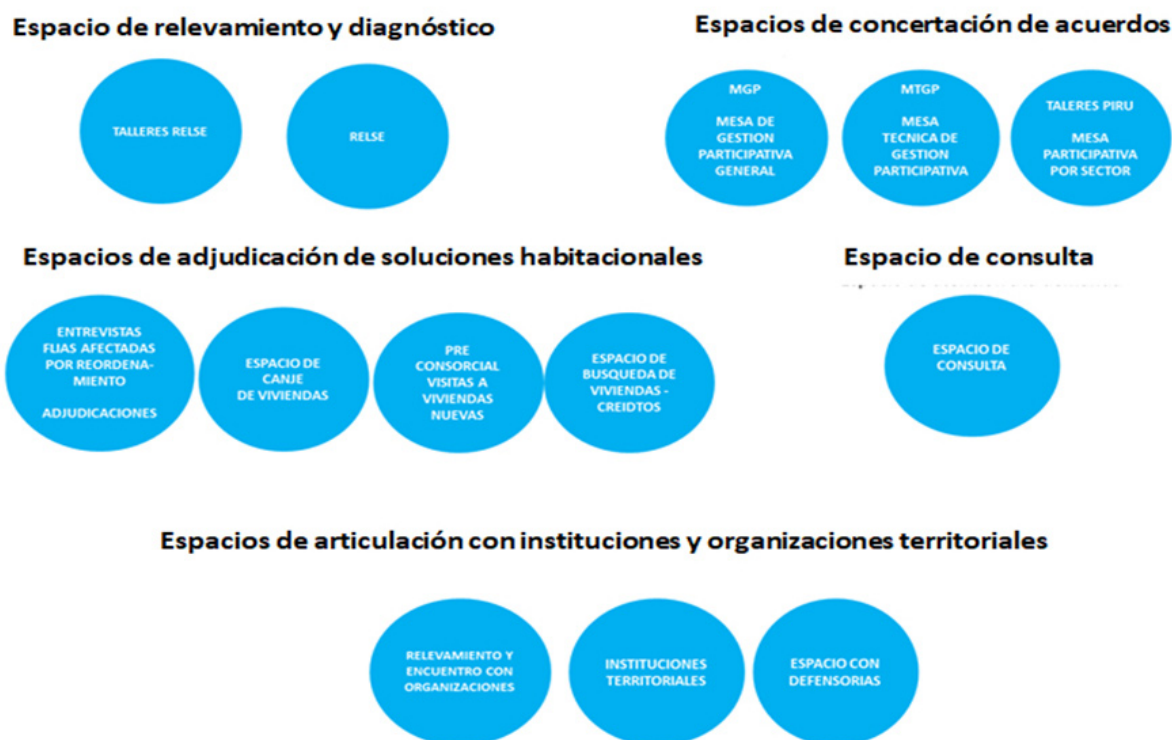 Espacio de relevamiento y diagnóstico
TALLERES RELSE
RELSE
Espacios de concertación de acuerdos
MGP
MESA DE
GESTION
PARTICIPATIVA
GENERAL
MTGP
MESA
TECNICA DE
GESTION
PARTICIPATIVA
TALERES PIRU
MESA
PARTICIPATIVA
POR SECTOR
Espacios de adjudicación de soluciones habitacionales
ENTREVISTAS
FLIAS AFECTADAS
POR REORDENA-
MIENTO
ADJUDICACIONES
ESPACIO DE
CANJE
DE VIVIENDAS
PRE
CONSORCIAL
VISITAS A
VIVIENDAS
NUEVAS
ESPACIO DE
BUSQUEDA DE
VIVIENDAS -
CREIDTOS
Espacio de consulta
ESPACIO DE
CONSULTA
Espacios de articulación con instituciones y organizaciones territoriales
RELEVAMIENTO Y
ENCUENTRO CON
ORGANIZACIONES
INSTITUCIONES
TERRITORIALES
ESPACIO CON
DEFENSORIAS